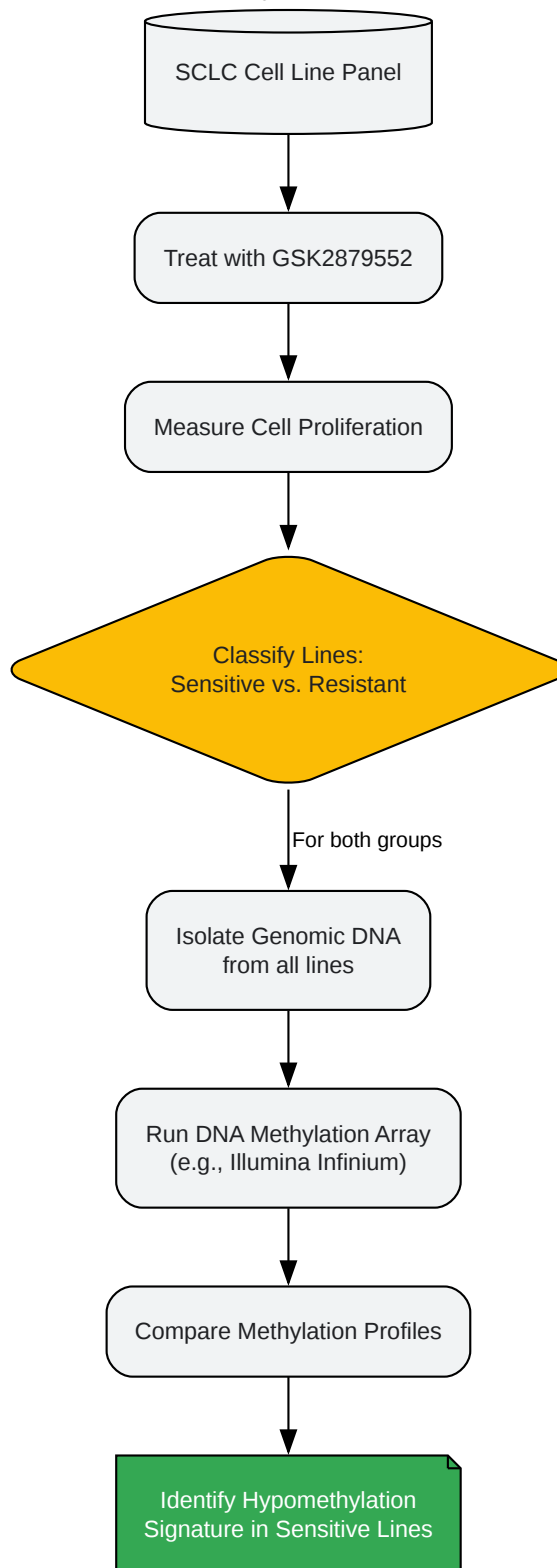 SCLC Cell Line Panel
Treat with GSK2879552
Measure Cell Proliferation
Classify Lines:
Sensitive vs. Resistant
For both groups
Isolate Genomic DNA
from all lines
Run DNA Methylation Array
(e.g., Illumina Infinium)
Compare Methylation Profiles
Identify Hypomethylation
Signature in Sensitive Lines